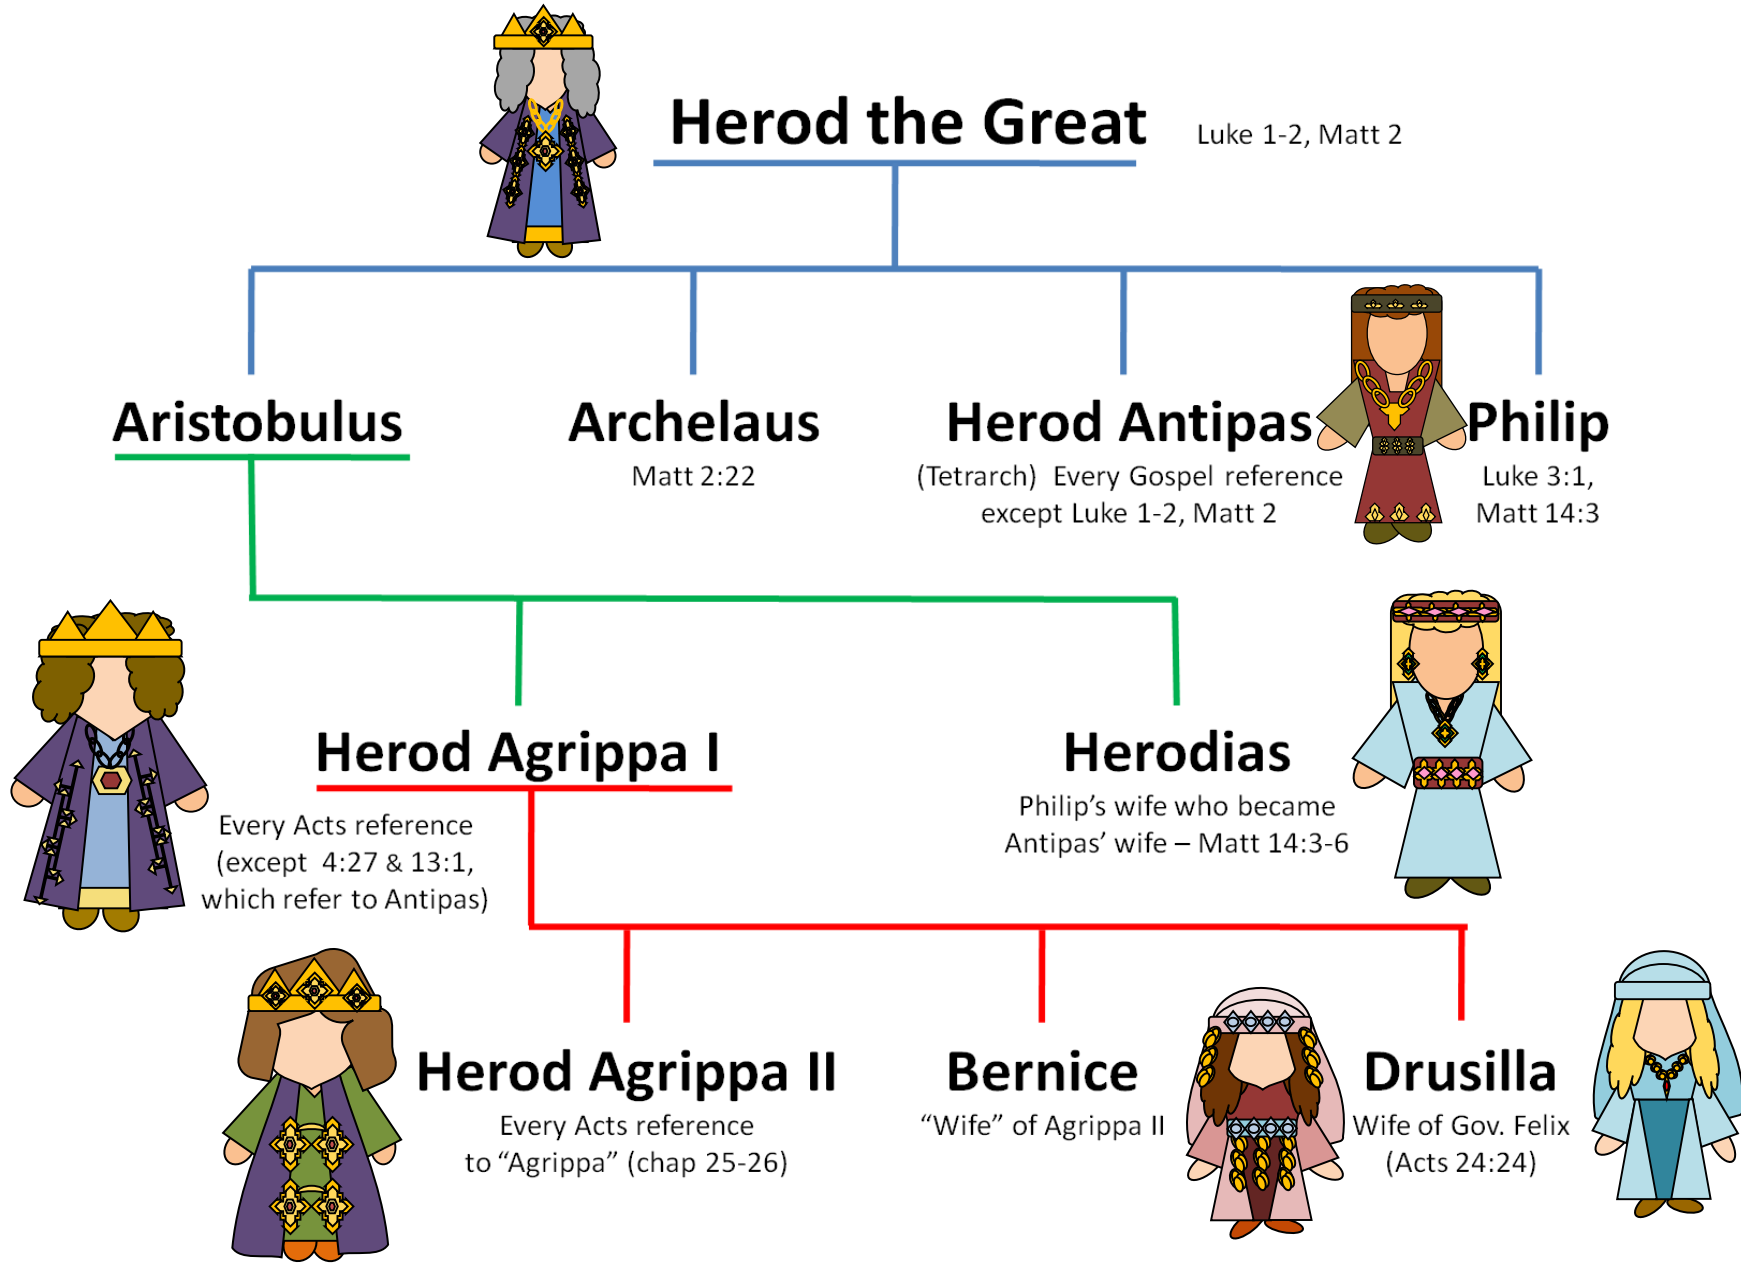 Herod the Great
Luke 1-2, Matt 2
Aristobulus
Archelaus
Matt 2:22
Herod Antipas
(Tetrarch)  Every Gospel reference
except Luke 1-2, Matt 2
Philip
Luke 3:1,
Matt 14:3
Herod Agrippa I
Every Acts reference
(except  4:27 & 13:1,
which refer to Antipas)
Herodias
Philip’s wife who became
Antipas’ wife – Matt 14:3-6
Herod Agrippa II
Every Acts reference
to “Agrippa” (chap 25-26)
Bernice
“Wife” of Agrippa II
Drusilla
Wife of Gov. Felix
(Acts 24:24)